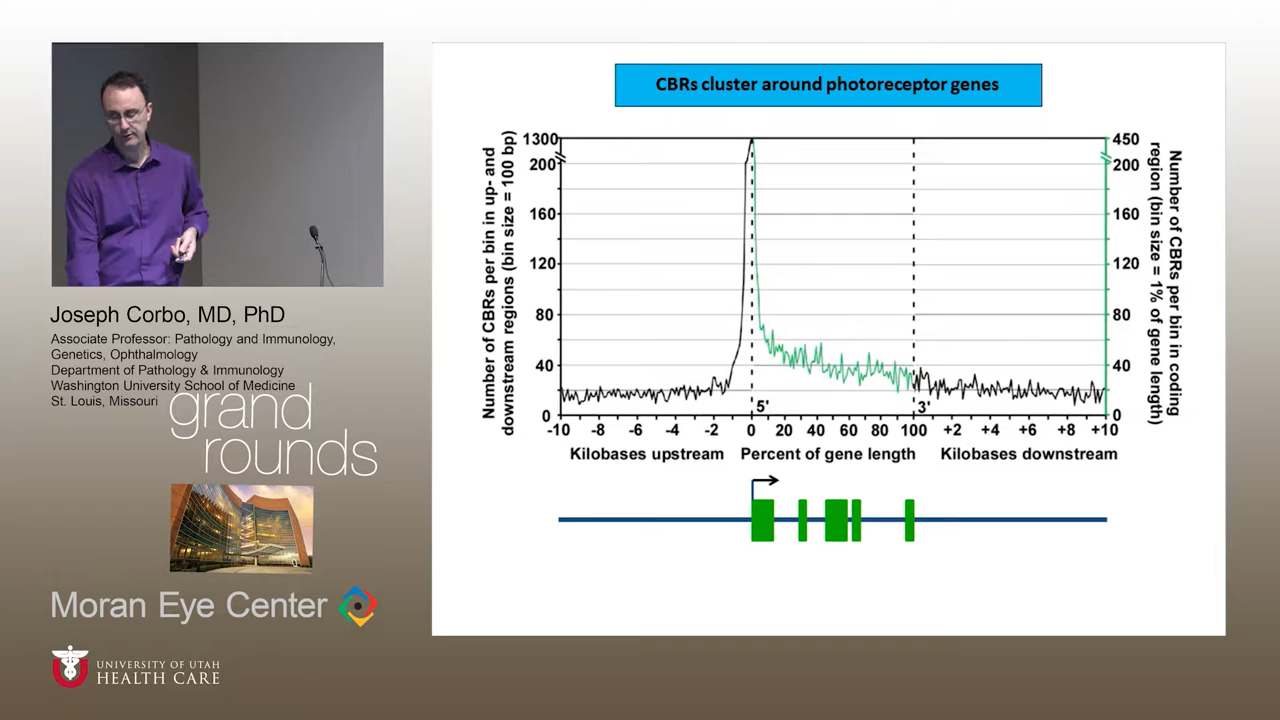 Joseph Corbo, MD, PhD
Associate Professor: Pathology and Immunology,
Genetics, Ophthalmology
Department of Pathology & Immunology
Washington University School of Medicine
St. Louis, Missouri
grand
rounds
Moran Eye Center
UNIVERSITY OF UTAH
HEALTH CARE
CBRs cluster around photoreceptor genes
Number of CBRs per bin in up- and
downstream regions (bin size = 100 bp)
1300
200
160
120
80
40
0
450
200
160
120
80
40
0
Number of CBRs per bin in coding
region (bin size = 1% of gene length)
5' 3'
-10 -8 -6 -4 -2 0 20 40 60 80 100 +2 +4 +6 +8 +10
Kilobases upstream Percent of gene length Kilobases downstream